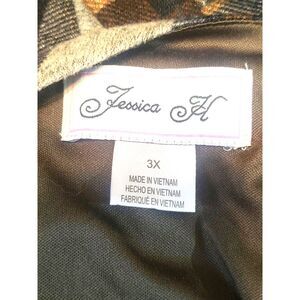 Jessica H
3X
MADE IN VIETNAM
HECHO EN VIETNAM
FABRIQUÉ EN VIETNAM